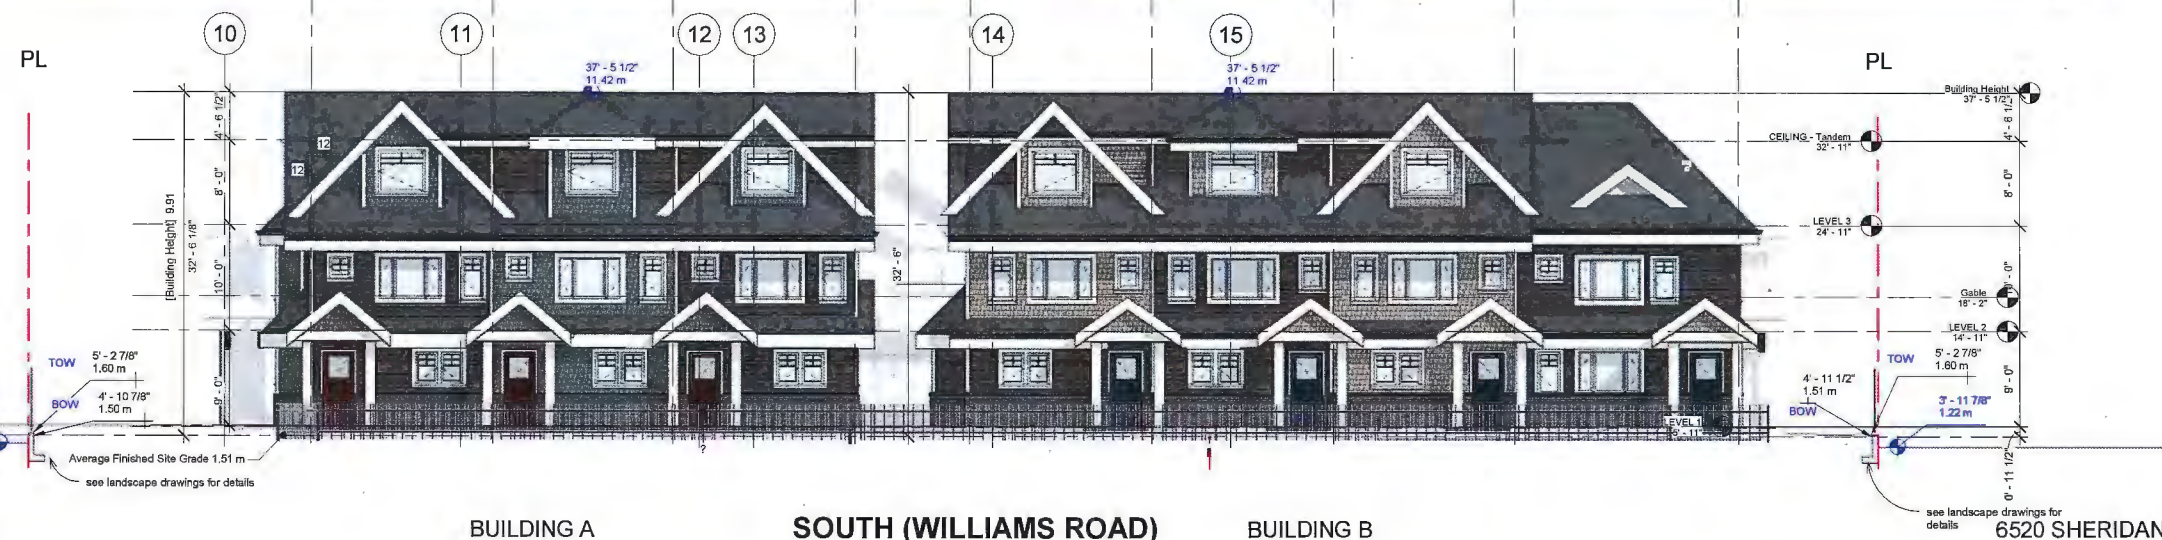 10
11
12
13
14
15
PL
PL
37' - 5 1/2"
11.42 m
37' - 5 1/2"
11.42 m
Building Height
37' - 5 1/2"
4' - 6 1/2"
4' - 6 1/2"
CEILING - Tandem
32' - 11"
12
12
8' - 0"
8' - 0"
[Building Height] 9.91
32' - 6 1/8"
LEVEL 3
24' - 11"
10' - 0"
32' - 6"
Gable
18' - 2"
LEVEL 2
14' - 11"
TOW
5' - 2 7/8"
1.60 m
BOW
4' - 10 7/8"
1.50 m
9' - 0"
TOW
5' - 2 7/8"
1.60 m
4' - 11 1/2"
1.51 m
BOW
3' - 11 7/8"
1.22 m
9' - 0"
LEVEL 1
5' - 11"
?
Average Finished Site Grade 1.51 m
see landscape drawings for details
0' - 11 1/2"
see landscape drawings for
details
BUILDING A
SOUTH (WILLIAMS ROAD)
BUILDING B
6520 SHERIDAN